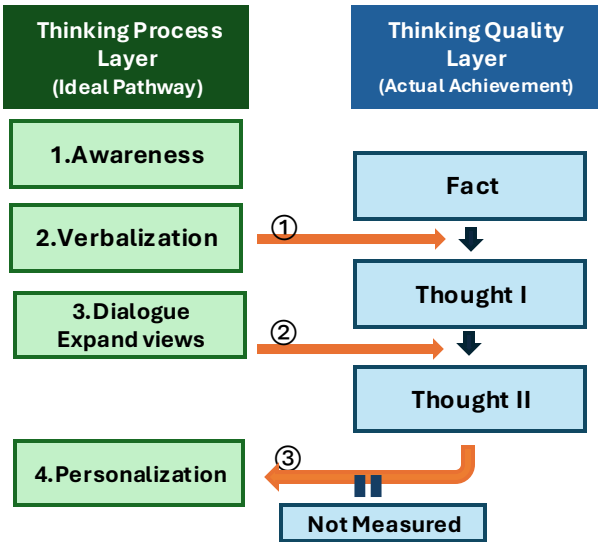 Thinking Process
Layer
(Ideal Pathway)
Thinking Quality
Layer
(Actual Achievement)
1.Awareness
Fact
2.Verbalization
①
Thought I
3.Dialogue
Expand views
②
Thought II
4.Personalization
③
Not Measured